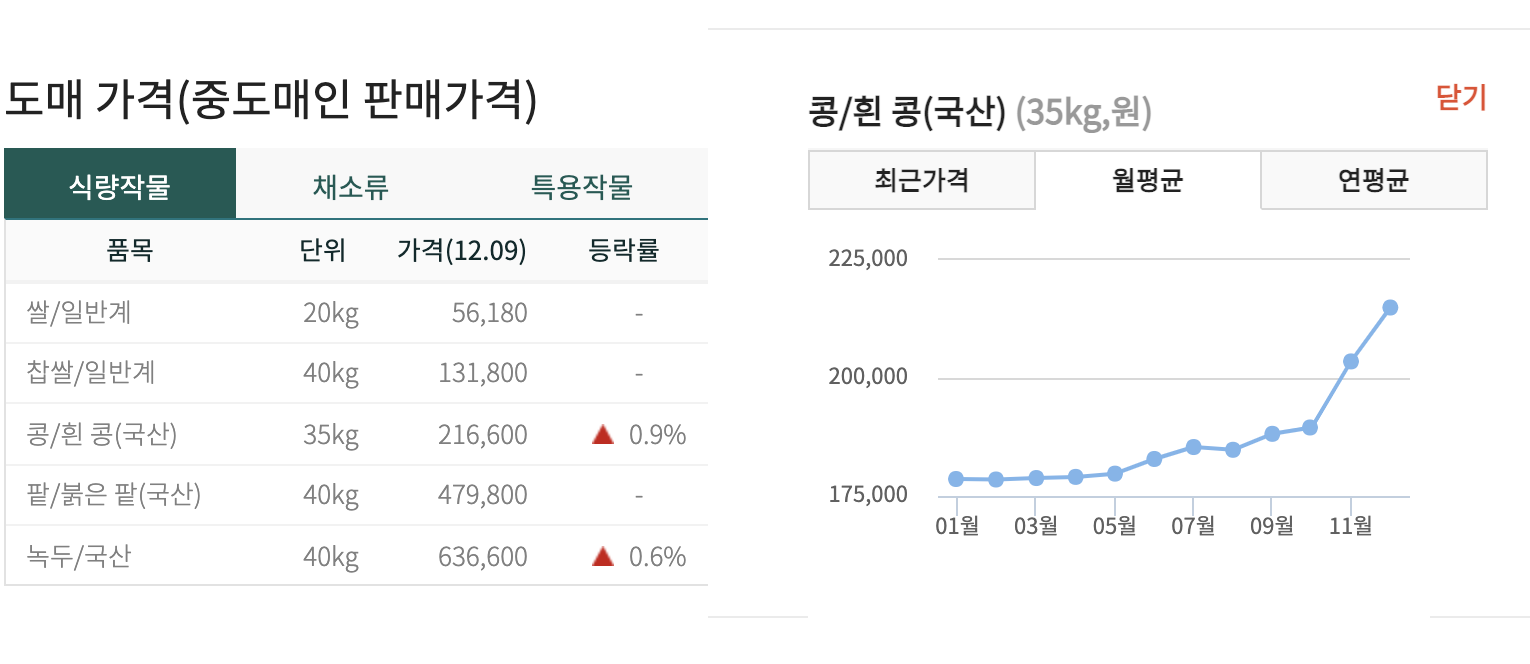 도매 가격(중도매인 판매가격)
식량작물 채소류 특용작물
품목 단위 가격(12.09) 등락률
쌀/일반계 20kg 56,180 -
찹쌀/일반계 40kg 131,800 -
콩/흰 콩(국산) 35kg 216,600 ▲ 0.9%
팥/붉은 팥(국산) 40kg 479,800 -
녹두/국산 40kg 636,600 ▲ 0.6%
콩/흰 콩(국산) (35kg,원)
닫기
최근가격 월평균 연평균
225,000
200,000
175,000
01월 03월 05월 07월 09월 11월